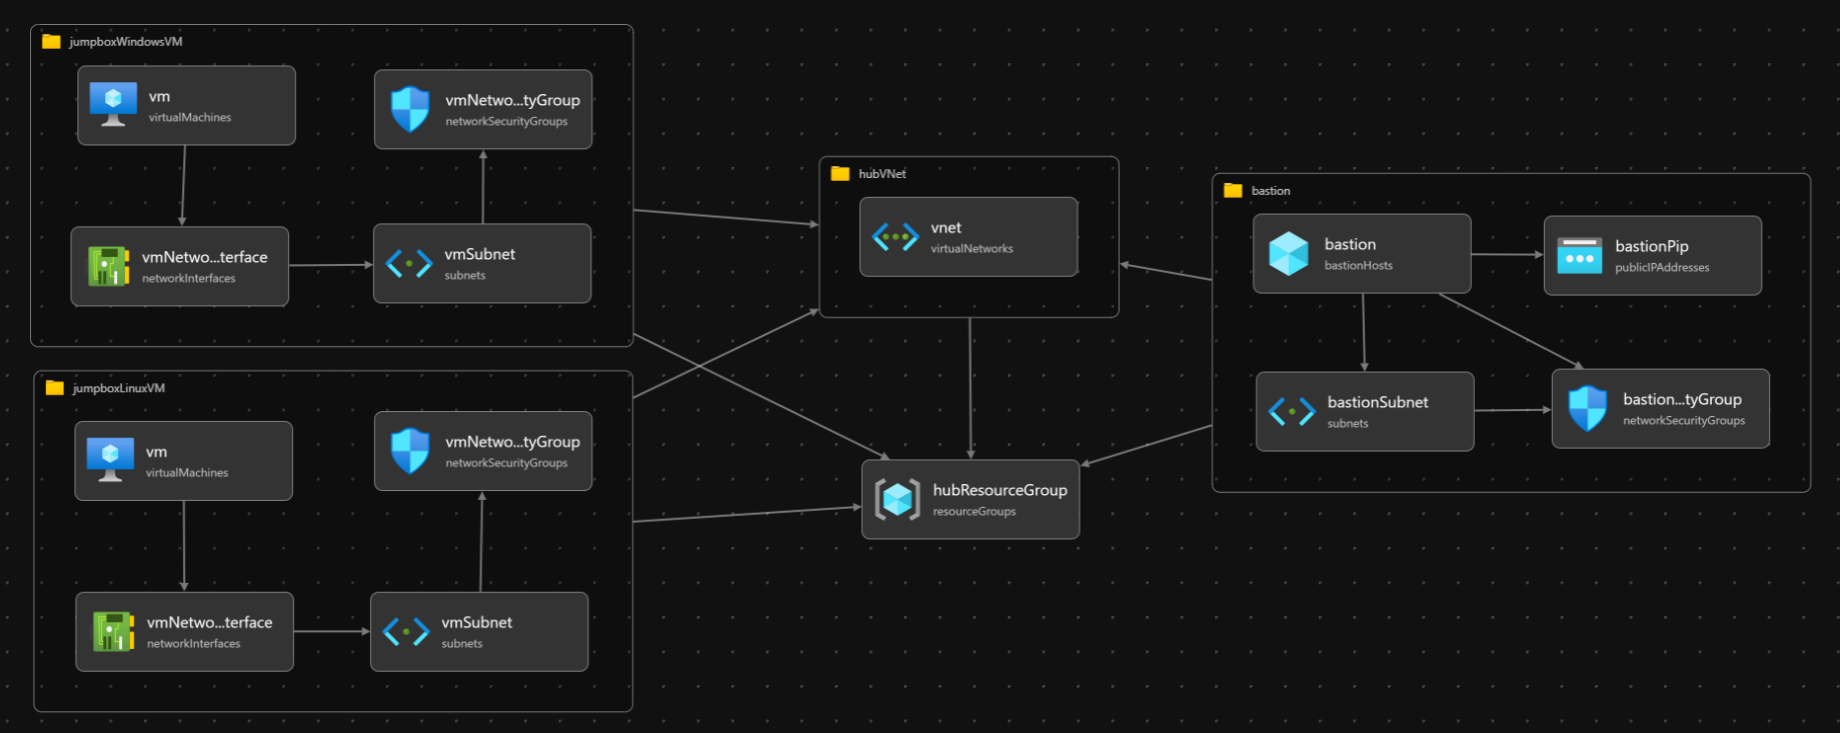 jumpboxWindowsVM
vm
virtualMachines
vmNetwo...tyGroup
networkSecurityGroups
vmNetwo...terface
networkInterfaces
vmSubnet
subnets
jumpboxLinuxVM
vm
virtualMachines
vmNetwo...tyGroup
networkSecurityGroups
vmNetwo...terface
networkInterfaces
vmSubnet
subnets
hubVNet
vnet
virtualNetworks
hubResourceGroup
resourceGroups
bastion
bastion
bastionHosts
bastionPip
publicIPAddresses
bastionSubnet
subnets
bastion...tyGroup
networkSecurityGroups